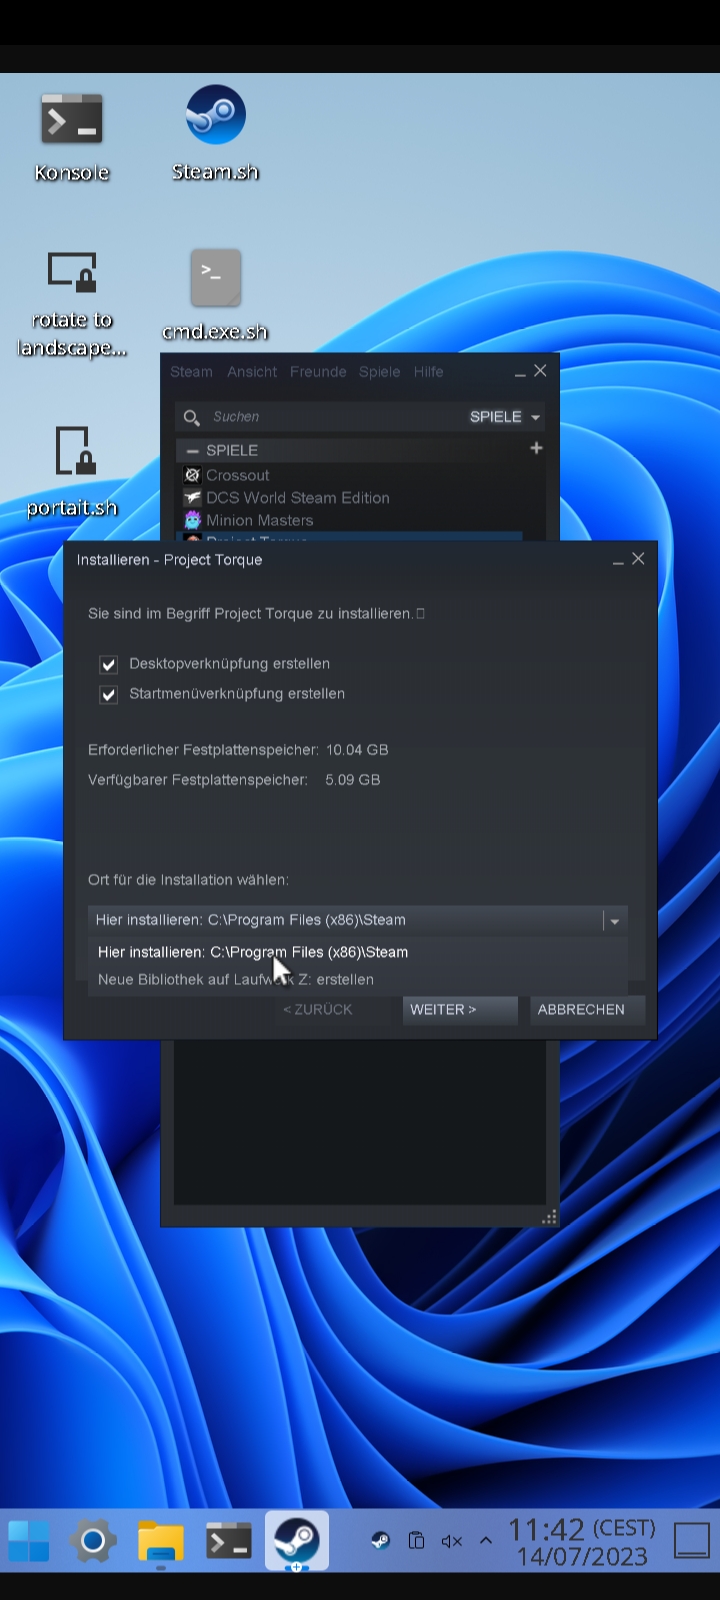 Konsole
Steam.sh
rotate to
landscape...
cmd.exe.sh
portait.sh
Steam Ansicht Freunde Spiele Hilfe
Suchen SPIELE
SPIELE
Crossout
DCS World Steam Edition
Minion Masters
Project Torque
Installieren - Project Torque
Sie sind im Begriff Project Torque zu installieren.
Desktopverknüpfung erstellen
Startmenüverknüpfung erstellen
Erforderlicher Festplattenspeicher: 10.04 GB
Verfügbarer Festplattenspeicher: 5.09 GB
Ort für die Installation wählen:
Hier installieren: C:\Program Files (x86)\Steam
Hier installieren: C:\Program Files (x86)\Steam
Neue Bibliothek auf Laufwerk Z: erstellen
< ZURÜCK WEITER > ABBRECHEN
11:42 (CEST)
14/07/2023